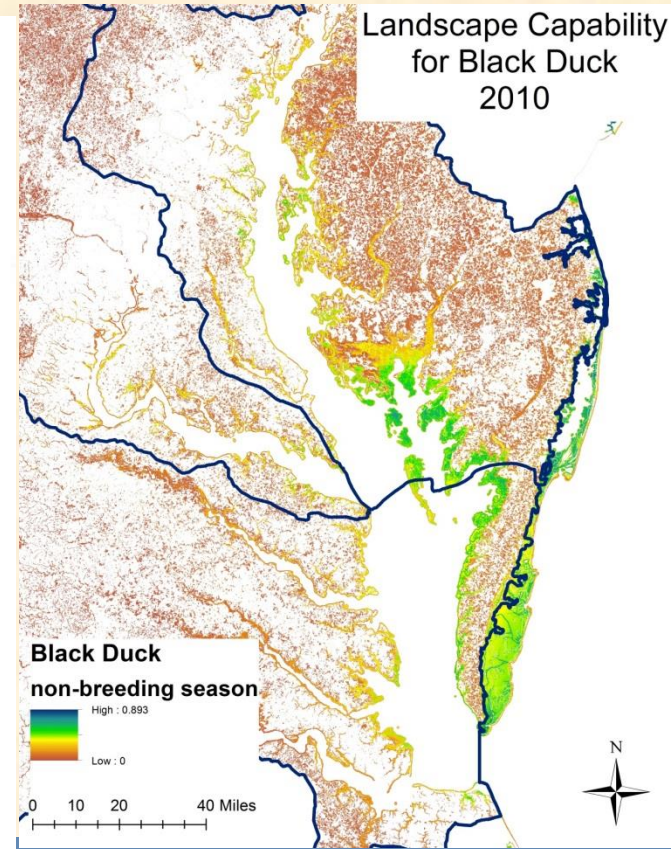 Landscape Capability
for Black Duck
2010
Black Duck
non-breeding season
High : 0.893
Low : 0
0 10 20 40 Miles
N